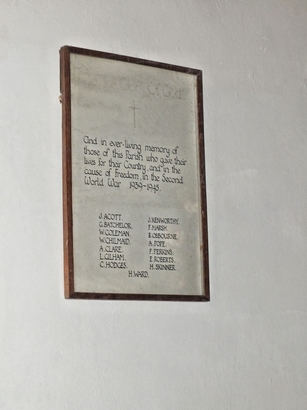 And in ever-living memory of
those of this Parish who gave their
lives for their Country, and in the
cause of Freedom, in the Second
World War 1939-1945.
J. ACOTT. J. KENWORTHY.
G. BATCHELOR. F. MARSH.
W. COLEMAN. B. OSBOURNE.
W. CHILMAID. A. POPE.
A. CLARE. F. PERKINS.
L. GILHAM. E. ROBERTS.
C. HODGES. H. SKINNER.
H. WARD.